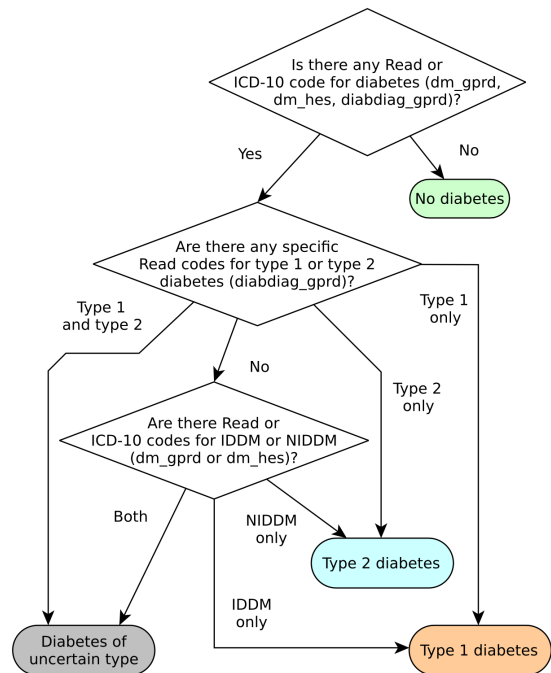 Is there any Read or
ICD-10 code for diabetes (dm_gprd,
dm_hes, diabdiag_gprd)?
Yes
No
No diabetes
Are there any specific
Read codes for type 1 or type 2
diabetes (diabdiag_gprd)?
Type 1
and type 2
Type 1
only
No
Type 2
only
Are there Read or
ICD-10 codes for IDDM or NIDDM
(dm_gprd or dm_hes)?
Both
NIDDM
only
Type 2 diabetes
IDDM
only
Diabetes of
uncertain type
Type 1 diabetes